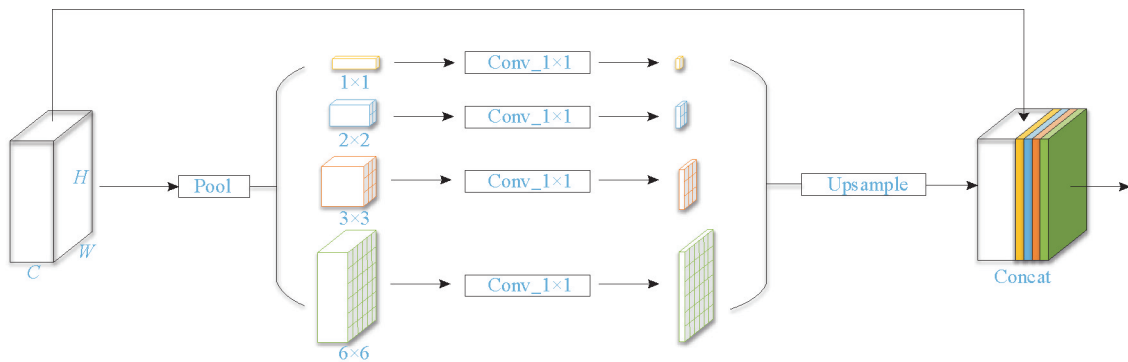 1×1
Conv_1×1
2×2
Conv_1×1
H
Pool
3×3
Conv_1×1
Upsample
W
C
6×6
Conv_1×1
Concat